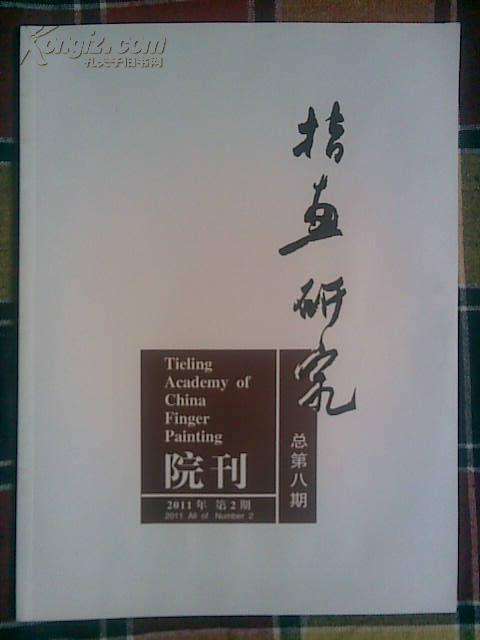 Kongfz.com
孔夫子旧书网
指画研究
Tieling
Academy of
China
Finger
Painting
院刊
2011年 第2期
2011 All of Number 2
总第八期